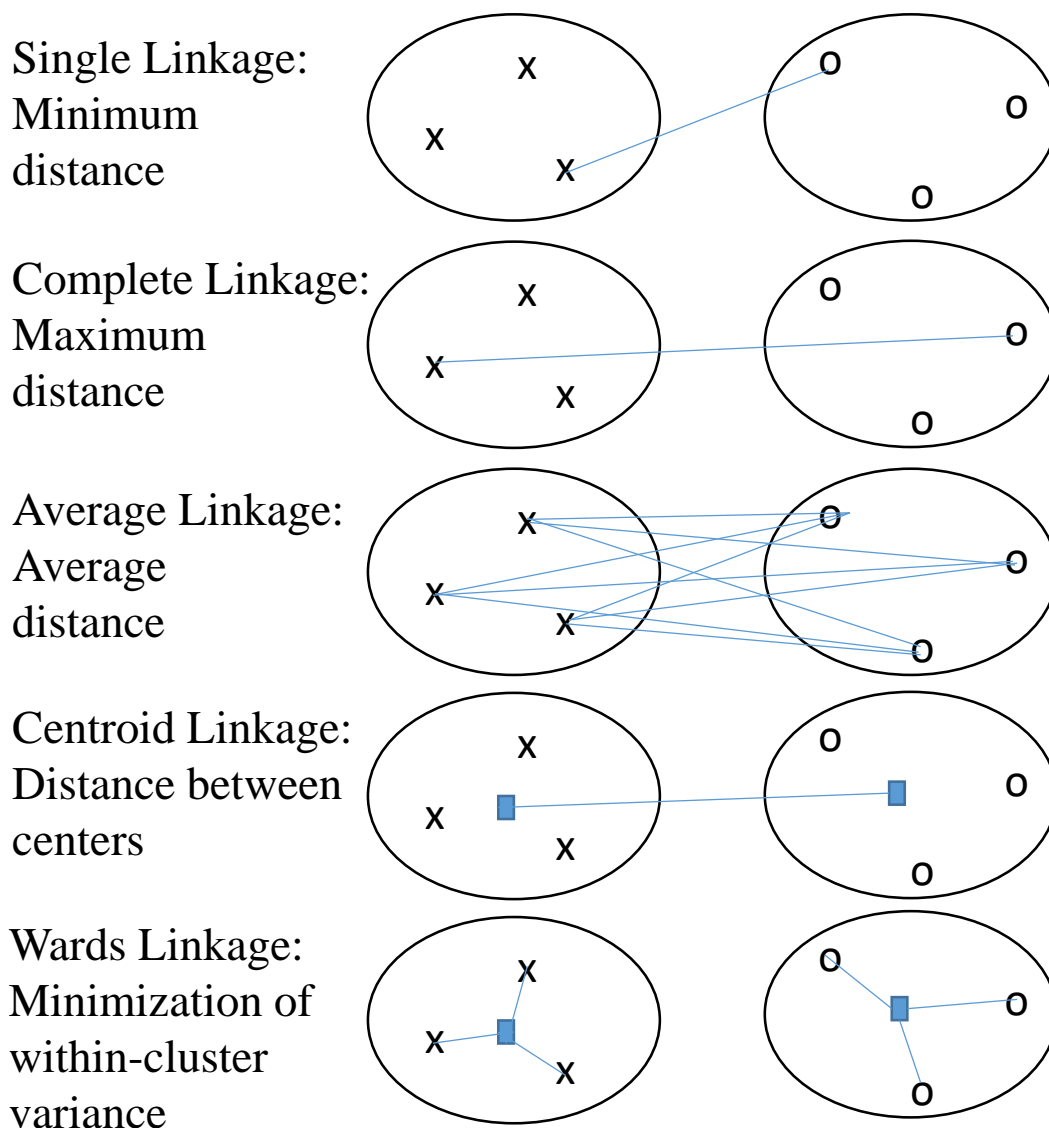 Single Linkage:
Minimum
distance
x
x
x
o
o
o
Complete Linkage:
Maximum
distance
x
x
x
o
o
o
Average Linkage:
Average
distance
x
x
x
o
o
o
Centroid Linkage:
Distance between
centers
x
x
x
o
o
o
Wards Linkage:
Minimization of
within-cluster
variance
x
x
x
o
o
o